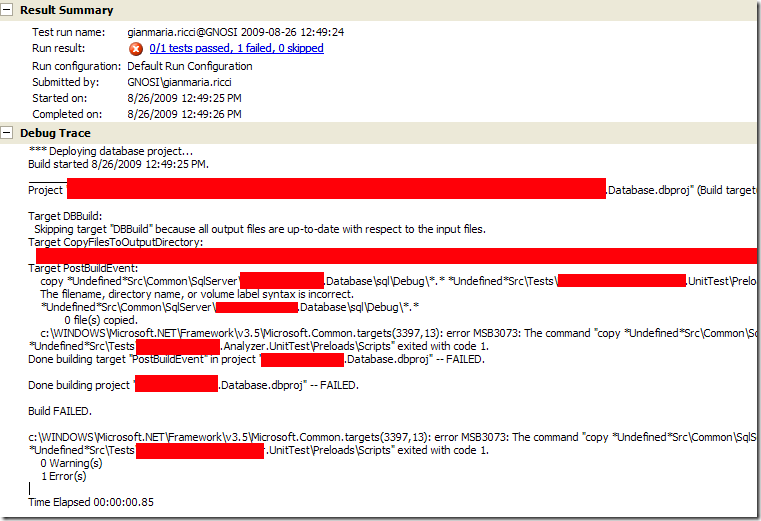 Result Summary
Test run name: gianmaria.ricci@GNOSI 2009-08-26 12:49:24
Run result: 0/1 tests passed, 1 failed, 0 skipped
Run configuration: Default Run Configuration
Submitted by: GNOSI\gianmaria.ricci
Started on: 8/26/2009 12:49:25 PM
Completed on: 8/26/2009 12:49:26 PM
Debug Trace
*** Deploying database project...
Build started 8/26/2009 12:49:25 PM.
Project " .Database.dbproj" (Build target
Target DBBuild:
Skipping target "DBBuild" because all output files are up-to-date with respect to the input files.
Target CopyFilesToOutputDirectory:
Target PostBuildEvent:
copy *Undefined*Src\Common\SqlServer\ .Database\sql\Debug\*.* *Undefined*Src\Tests\ .UnitTest\Preloa
The filename, directory name, or volume label syntax is incorrect.
*Undefined*Src\Common\SqlServer\ .Database\sql\Debug\*.*
0 file(s) copied.
c:\WINDOWS\Microsoft.NET\Framework\v3.5\Microsoft.Common.targets(3397,13): error MSB3073: The command "copy *Undefined*Src\Common\Sq
*Undefined*Src\Tests .Analyzer.UnitTest\Preloads\Scripts" exited with code 1.
Done building target "PostBuildEvent" in project " .Database.dbproj" -- FAILED.
Done building project " .Database.dbproj" -- FAILED.
Build FAILED.
c:\WINDOWS\Microsoft.NET\Framework\v3.5\Microsoft.Common.targets(3397,13): error MSB3073: The command "copy *Undefined*Src\Common\SqlS
*Undefined*Src\Tests .UnitTest\Preloads\Scripts" exited with code 1.
0 Warning(s)
1 Error(s)
Time Elapsed 00:00:00.85